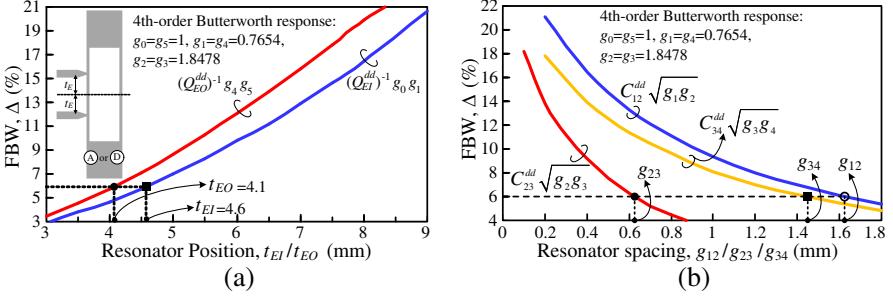 21
19
17
15
13
11
9
7
5
3
FBW, Δ (%)
4th-order Butterworth response:
g0=g5=1, g1=g4=0.7654,
g2=g3=1.8478
tE
tE
A or D
(Q_EO^dd)^-1 g4 g5
(Q_EI^dd)^-1 g0 g1
tEO=4.1
tEI=4.6
3 4 5 6 7 8 9
Resonator Position, tEI/tEO (mm)
(a)
22
20
18
16
14
12
10
8
6
4
FBW, Δ (%)
4th-order Butterworth response:
g0=g5=1, g1=g4=0.7654,
g2=g3=1.8478
C_12^dd √g1g2
C_34^dd √g3g4
C_23^dd √g2g3
g23
g34
g12
0 0.2 0.4 0.6 0.8 1 1.2 1.4 1.6 1.8
Resonator spacing, g12/g23/g34 (mm)
(b)